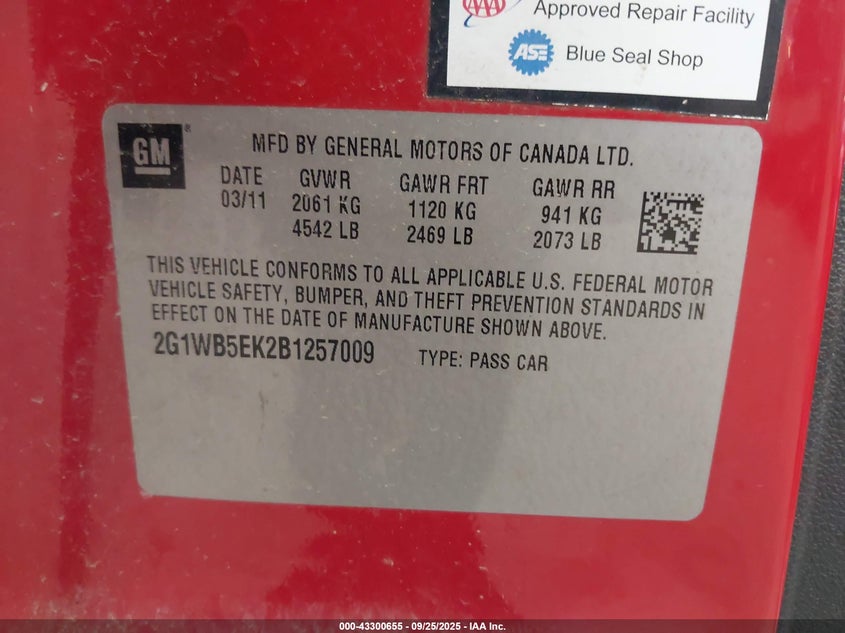 AAA
Approved Repair Facility
ASE
Blue Seal Shop
GM®
MFD BY GENERAL MOTORS OF CANADA LTD.
DATE GVWR GAWR FRT GAWR RR
03/11 2061 KG 1120 KG 941 KG
4542 LB 2469 LB 2073 LB
THIS VEHICLE CONFORMS TO ALL APPLICABLE U.S. FEDERAL MOTOR
VEHICLE SAFETY, BUMPER, AND THEFT PREVENTION STANDARDS IN
EFFECT ON THE DATE OF MANUFACTURE SHOWN ABOVE.
2G1WB5EK2B1257009 TYPE: PASS CAR
000-43300655 - 09/25/2025 - IAA Inc.